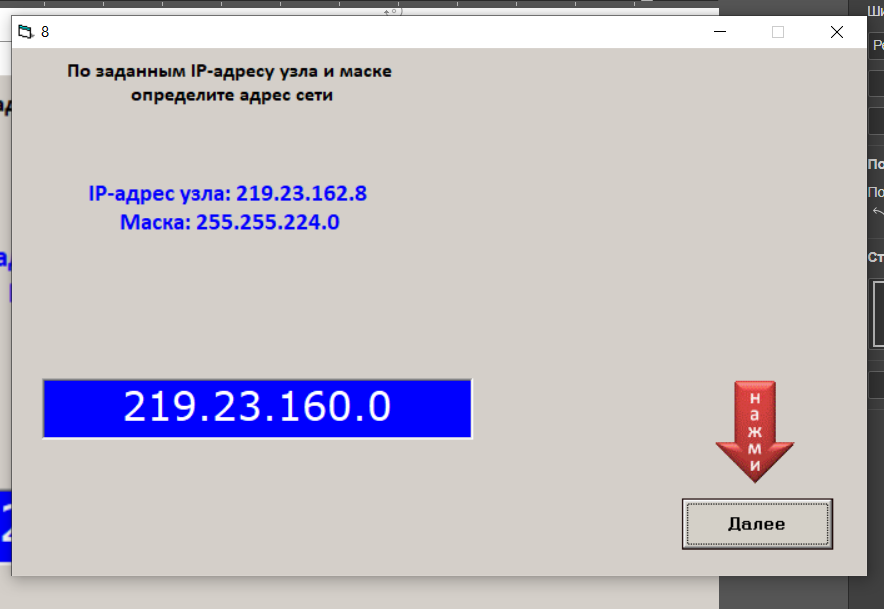 8
По заданным IP-адресу узла и маске
определите адрес сети
IP-адрес узла: 219.23.162.8
Маска: 255.255.224.0
219.23.160.0
нажми
Далее